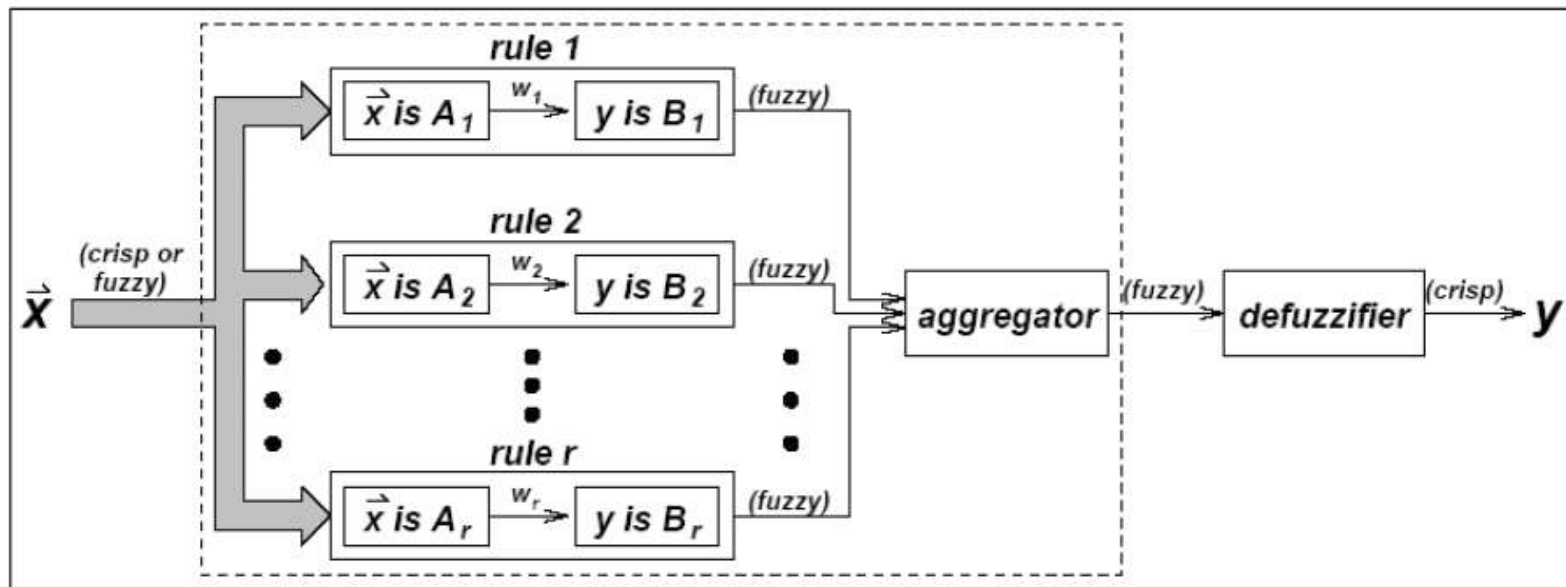 rule 1
x⃗ is A₁
w₁
y is B₁
(fuzzy)
rule 2
(crisp or
fuzzy)
x⃗
x⃗ is A₂
w₂
y is B₂
(fuzzy)
aggregator
(fuzzy)
defuzzifier
(crisp)
y
rule r
x⃗ is Aᵣ
wᵣ
y is Bᵣ
(fuzzy)